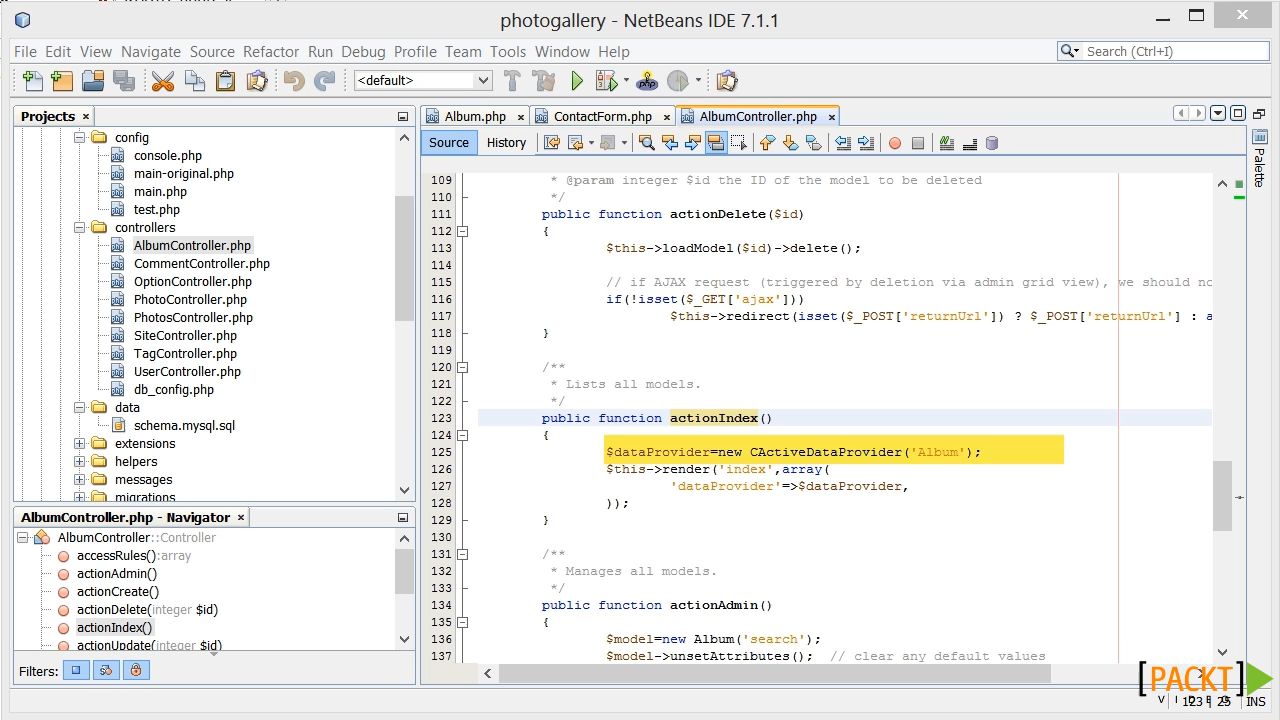 photogallery - NetBeans IDE 7.1.1
File Edit View Navigate Source Refactor Run Debug Profile Team Tools Window Help
Search (Ctrl+I)
<default>
Projects
config
console.php
main-original.php
main.php
test.php
controllers
AlbumController.php
CommentController.php
OptionController.php
PhotoController.php
PhotosController.php
SiteController.php
TagController.php
UserController.php
db_config.php
data
schema.mysql.sql
extensions
helpers
messages
migrations
AlbumController.php - Navigator
AlbumController::Controller
accessRules():array
actionAdmin()
actionCreate()
actionDelete(integer $id)
actionIndex()
actionUpdate(integer $id)
Filters:
Album.php ContactForm.php AlbumController.php
Source History
Palette
109 * @param integer $id the ID of the model to be deleted
110 */
111 public function actionDelete($id)
112 {
113 $this->loadModel($id)->delete();
114
115 // if AJAX request (triggered by deletion via admin grid view), we should no
116 if(!isset($_GET['ajax']))
117 $this->redirect(isset($_POST['returnUrl']) ? $_POST['returnUrl'] : a
118 }
119
120 /**
121 * Lists all models.
122 */
123 public function actionIndex()
124 {
125 $dataProvider=new CActiveDataProvider('Album');
126 $this->render('index',array(
127 'dataProvider'=>$dataProvider,
128 ));
129 }
130
131 /**
132 * Manages all models.
133 */
134 public function actionAdmin()
135 {
136 $model=new Album('search');
137 $model->unsetAttributes(); // clear any default values
[PACKT]
VIDEO
123 | 25 INS